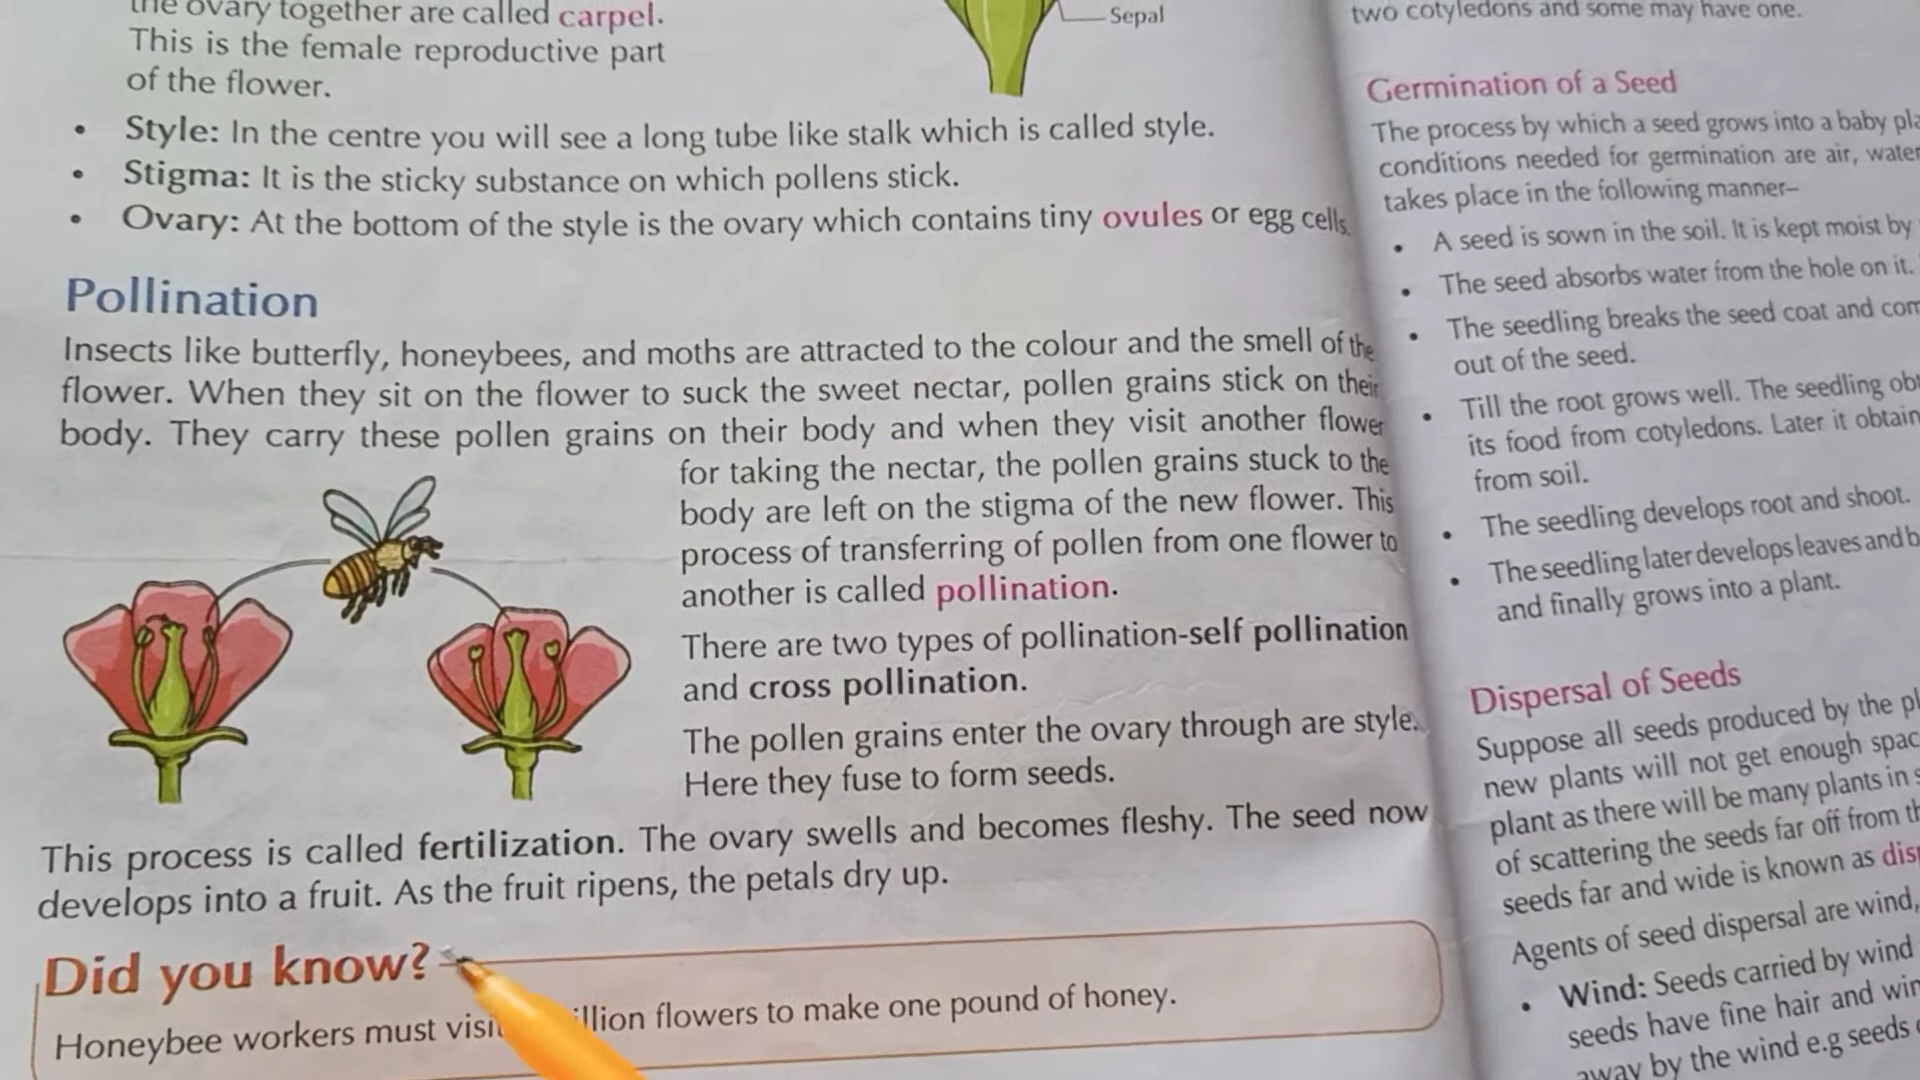 the ovary together are called carpel.
This is the female reproductive part
of the flower.
Sepal
• Style: In the centre you will see a long tube like stalk which is called style.
• Stigma: It is the sticky substance on which pollens stick.
• Ovary: At the bottom of the style is the ovary which contains tiny ovules or egg cells.
Pollination
Insects like butterfly, honeybees, and moths are attracted to the colour and the smell of the
flower. When they sit on the flower to suck the sweet nectar, pollen grains stick on their
body. They carry these pollen grains on their body and when they visit another flower
for taking the nectar, the pollen grains stuck to the
body are left on the stigma of the new flower. This
process of transferring of pollen from one flower to
another is called pollination.
There are two types of pollination-self pollination
and cross pollination.
The pollen grains enter the ovary through are style.
Here they fuse to form seeds.
This process is called fertilization. The ovary swells and becomes fleshy. The seed now
develops into a fruit. As the fruit ripens, the petals dry up.
Did you know?
Honeybee workers must flowers to make one pound of honey.
two cotyledons and some may have one.
Germination of a Seed
The process by which a seed grows into a baby
conditions needed for germination are air, water
takes place in the following manner–
• A seed is sown in the soil. It is kept moist by
• The seed absorbs water from the hole on it.
• The seedling breaks the seed coat and
out of the seed.
• Till the root grows well. The seedling
its food from cotyledons. Later it
from soil.
• The seedling develops root and shoot.
• The seedling later develops leaves and
and finally grows into a plant.
Dispersal of Seeds
Suppose all seeds produced by the
new plants will not get enough
plant as there will be many plants in
of scattering the seeds far off from
seeds far and wide is known as
Agents of seed dispersal are wind,
• Wind: Seeds carried by wind
seeds have fine hair and
away by the wind e.g seeds